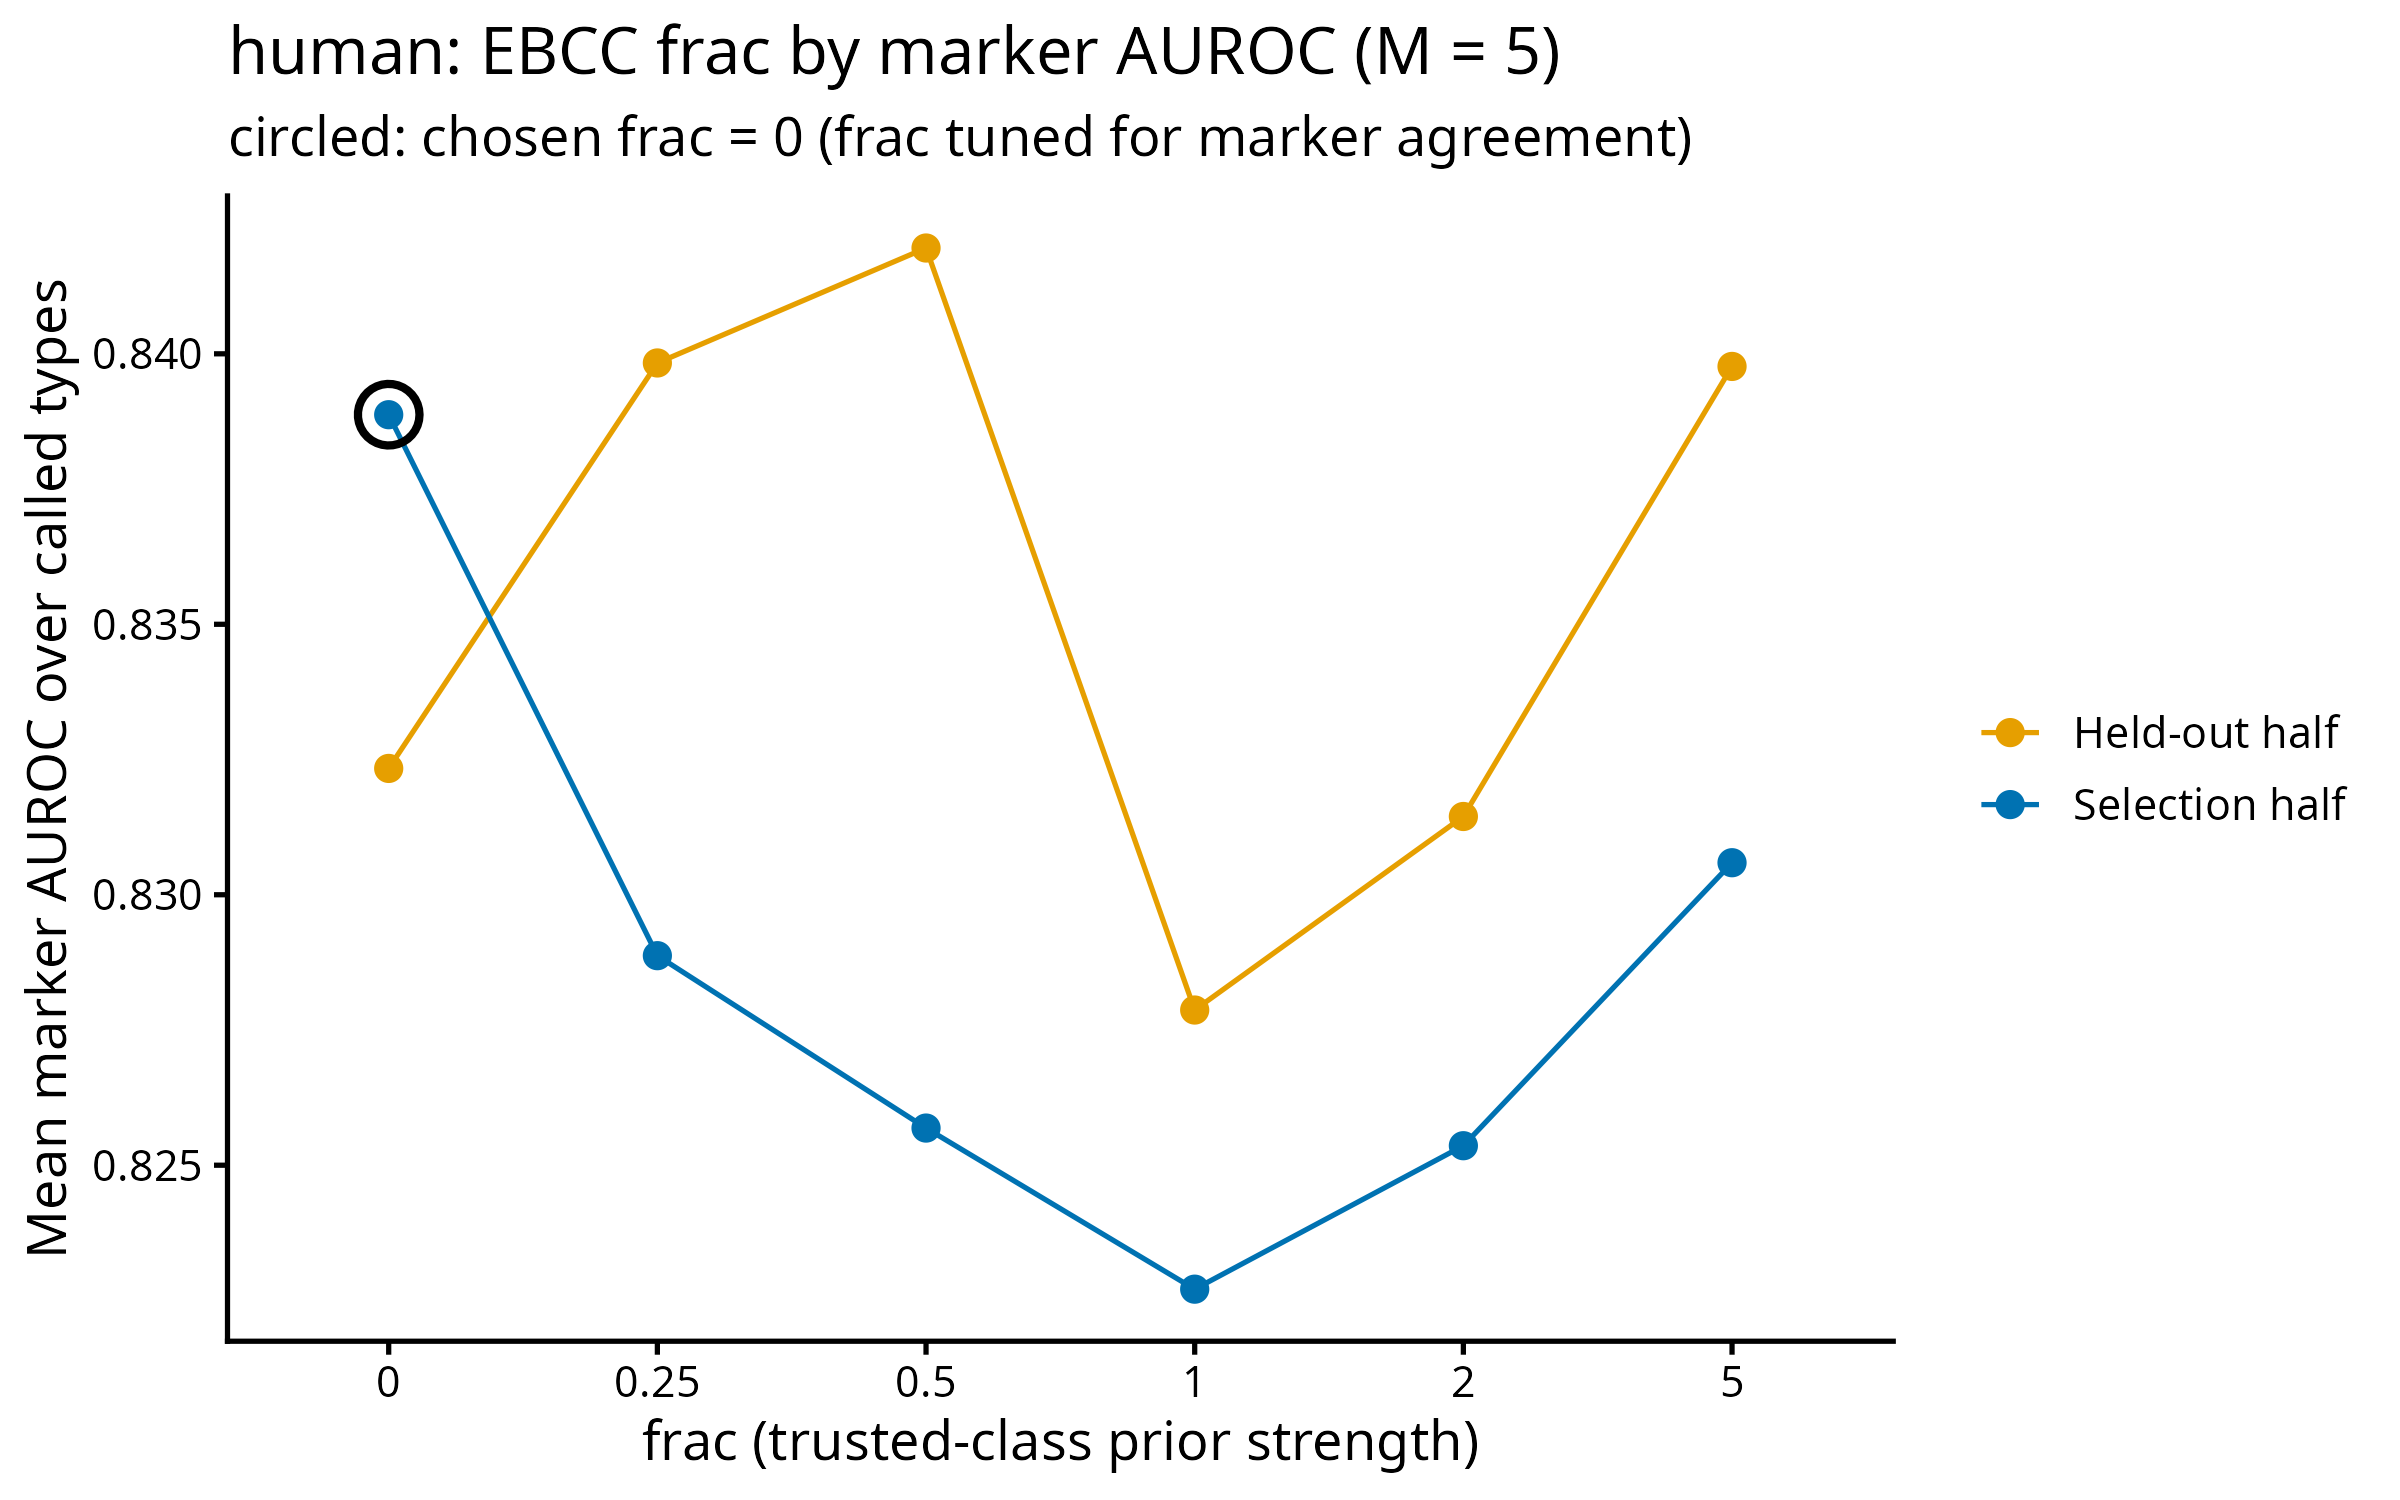 human: EBCC frac by marker AUROC (M = 5)
circled: chosen frac = 0 (frac tuned for marker agreement)
Mean marker AUROC over called types
0.840
0.835
0.830
0.825
0
0.25
0.5
1
2
5
frac (trusted-class prior strength)
Held-out half
Selection half